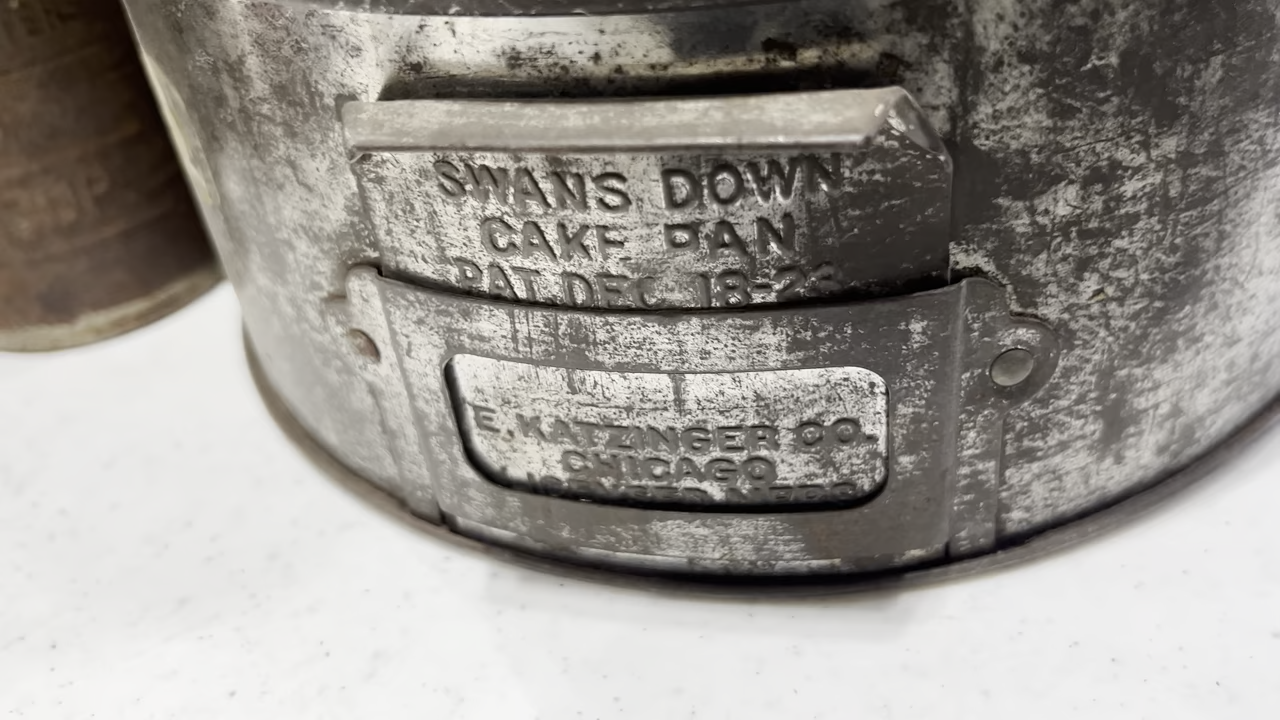 SWANS DOWN
CAKE PAN
PAT. DEC 18-23
E. KATZINGER CO.
CHICAGO